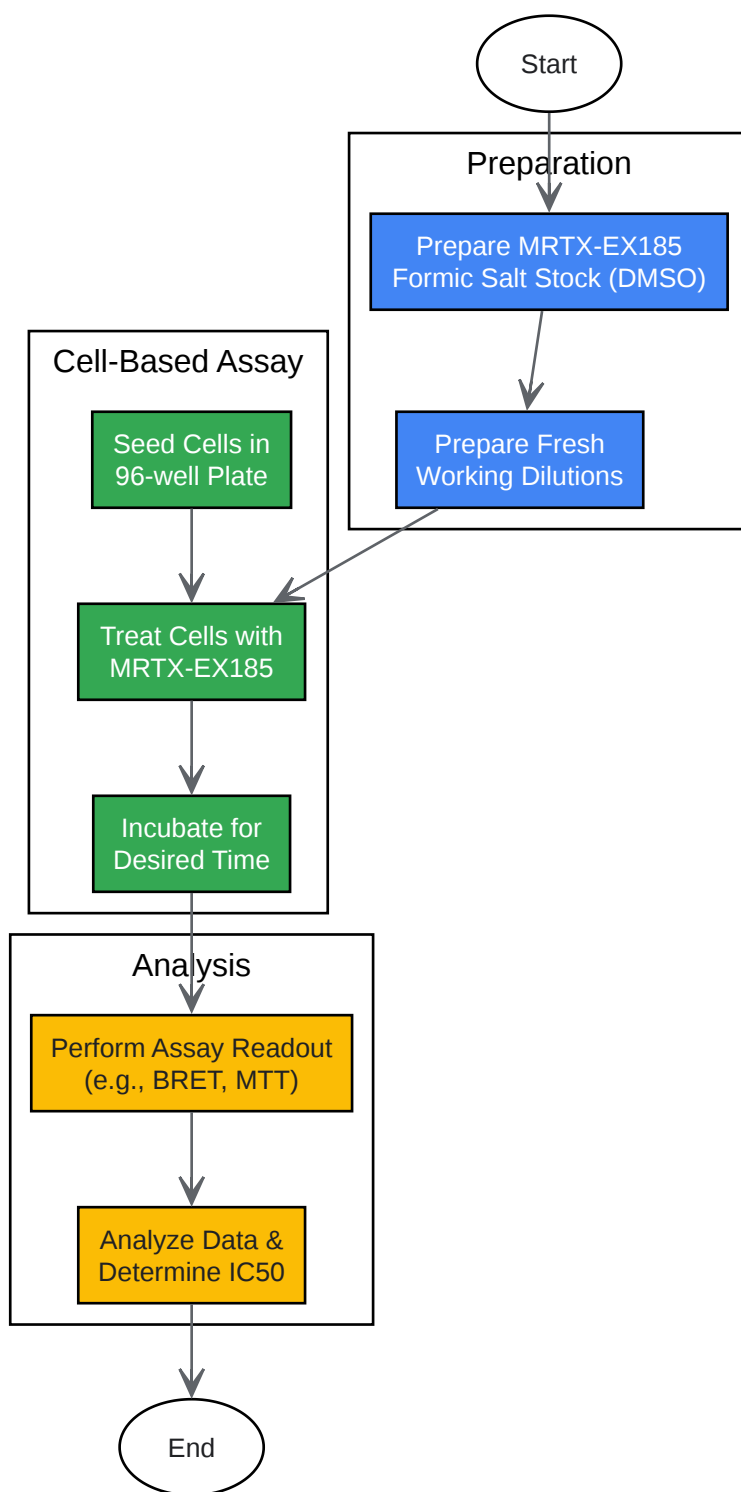 Start
Preparation
Prepare MRTX-EX185
Formic Salt Stock (DMSO)
Prepare Fresh
Working Dilutions
Cell-Based Assay
Seed Cells in
96-well Plate
Treat Cells with
MRTX-EX185
Incubate for
Desired Time
Analysis
Perform Assay Readout
(e.g., BRET, MTT)
Analyze Data &
Determine IC50
End